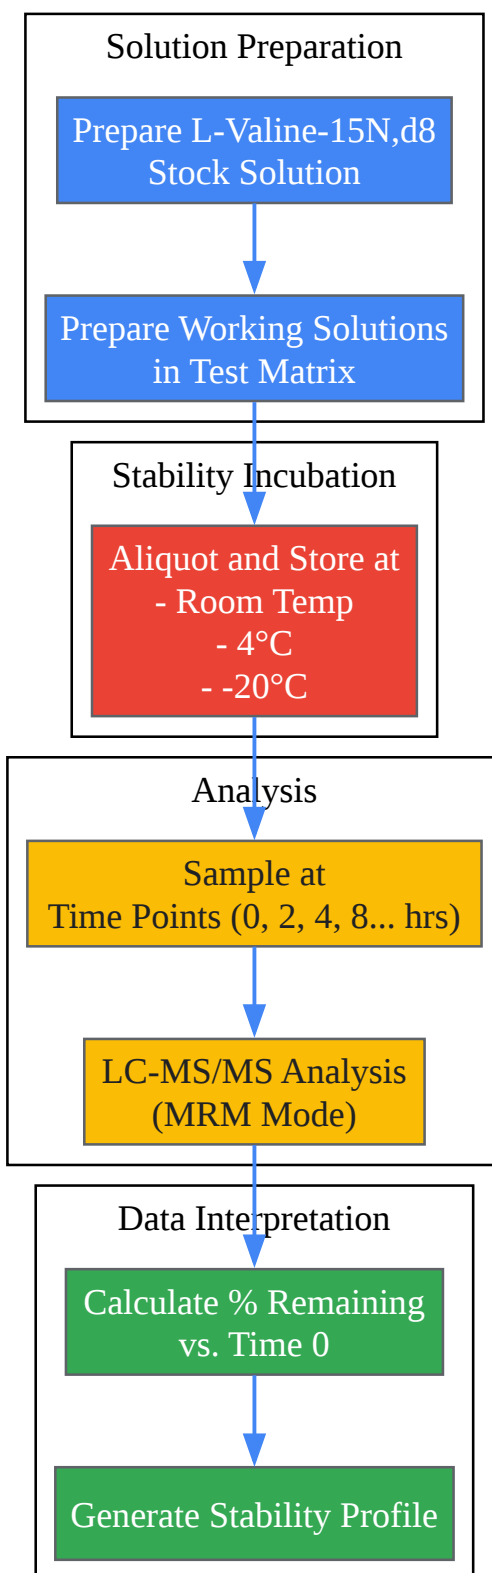 Solution Preparation
Prepare L-Valine-15N,d8
Stock Solution
Prepare Working Solutions
in Test Matrix
Stability Incubation
Aliquot and Store at
- Room Temp
- 4°C
- -20°C
Analysis
Sample at
Time Points (0, 2, 4, 8... hrs)
LC-MS/MS Analysis
(MRM Mode)
Data Interpretation
Calculate % Remaining
vs. Time 0
Generate Stability Profile